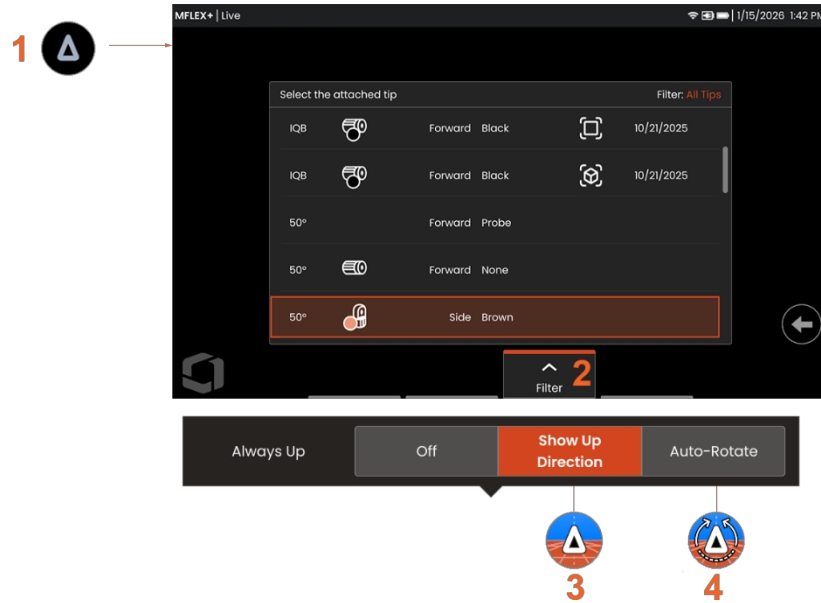 MFLEX+ | Live 1/15/2026 1:42 PM
1
Select the attached tip Filter: All Tips
IQB Forward Black 10/21/2025
IQB Forward Black 10/21/2025
50° Forward Probe
50° Forward None
50° Side Brown
Filter 2
Always Up Off Show Up Direction Auto-Rotate
3 4